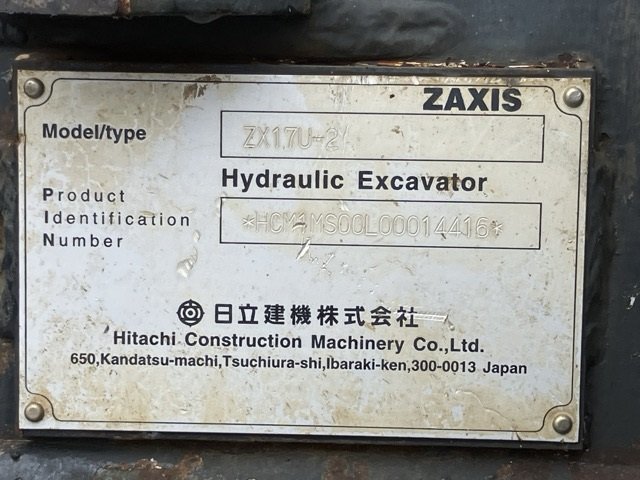 ZAXIS
Model/type
ZX17U-2
Hydraulic Excavator
Product
Identification
Number
*HCM1MS00L00014416*
日立建機株式会社
Hitachi Construction Machinery Co.,Ltd.
650,Kandatsu-machi,Tsuchiura-shi,Ibaraki-ken,300-0013 Japan